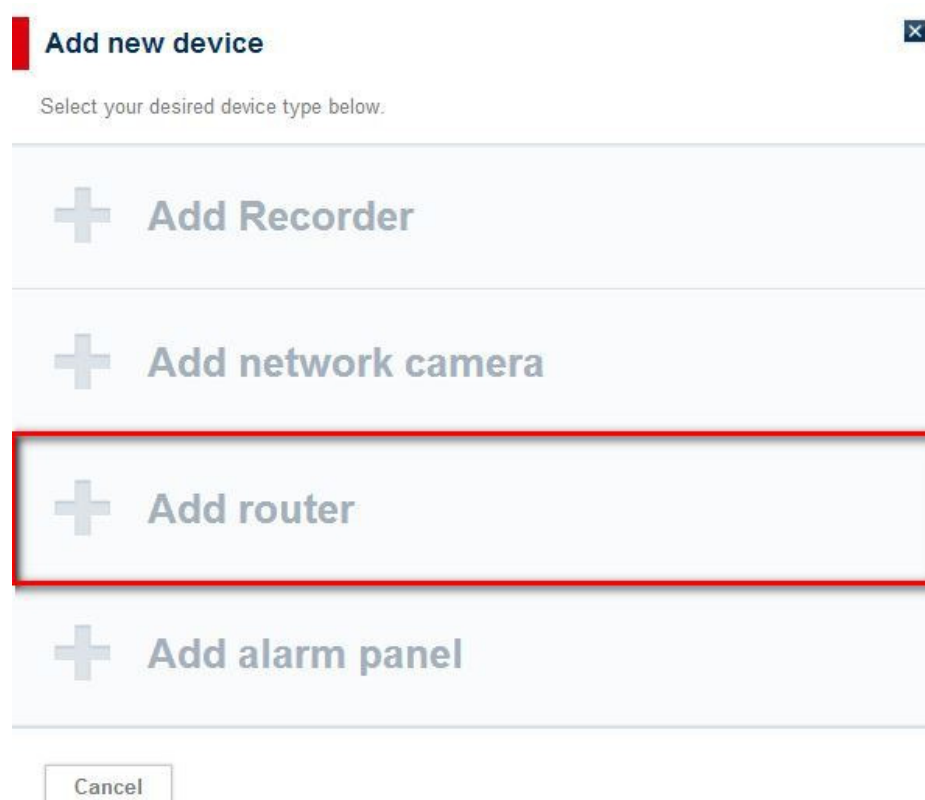 Add new device
Select your desired device type below.
Add Recorder
Add network camera
Add router
Add alarm panel
Cancel